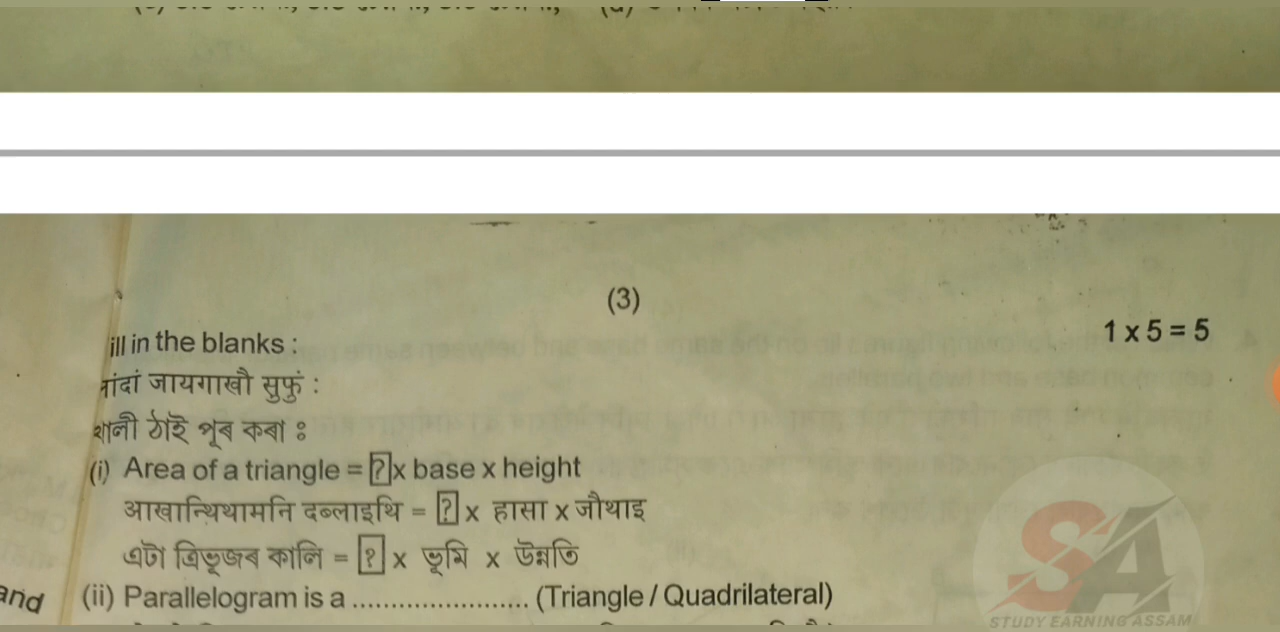 (3)
1 x 5 = 5
ill in the blanks :
जायगाखौ सुफुं :
ঠাই পূৰ কৰা ঃ
(i) Area of a triangle = ? x base x height
आखान्थिथामनि दब्लाइथि = ? x हासा x जौथाइ
এটা ত্ৰিভূজৰ কালি = ? x ভূমি x উন্নতি
and
(ii) Parallelogram is a ....................... (Triangle / Quadrilateral)
SA
STUDY EARNING ASSAM